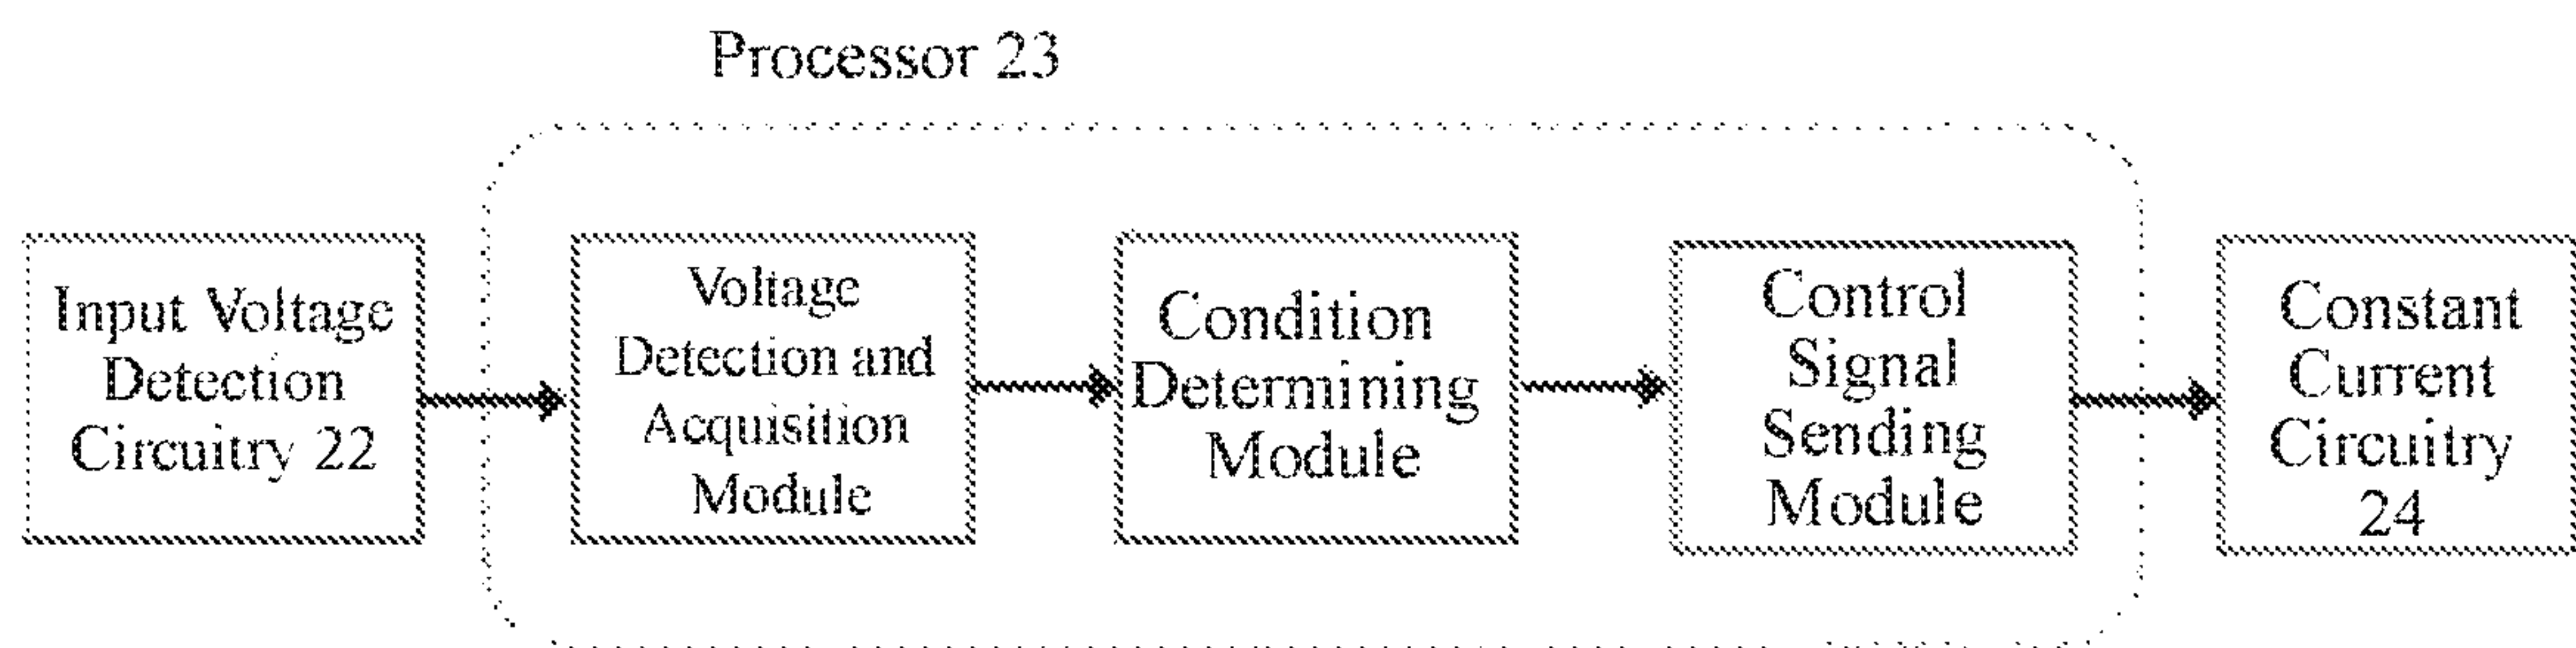 Processor 23
Input Voltage
Detection
Circuitry 22
Voltage
Detection and
Acquisition
Module
Condition
Determining
Module
Control
Signal
Sending
Module
Constant
Current
Circuitry
24